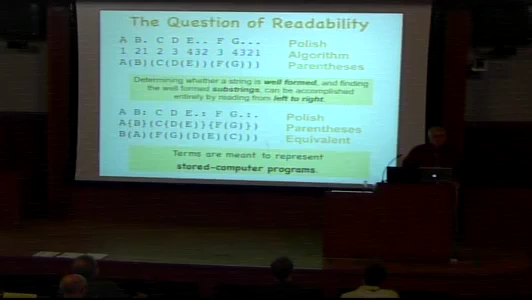 The Question of Readability
A B. C D E.. F G...
Polish
1 21 2 3 432 3 4321
Algorithm
A(B)(C(D(E))(F(G)))
Parentheses
Determining whether a string is well formed, and finding
the well formed substrings, can be accomplished
entirely by reading from left to right.
A B: C D E.: F G.:.
Polish
A{B}(C(D(E)}{F(G)})
Parentheses
B(A)(F(G)(D(E)(C)))
Equivalent
Terms are meant to represent
stored-computer programs.